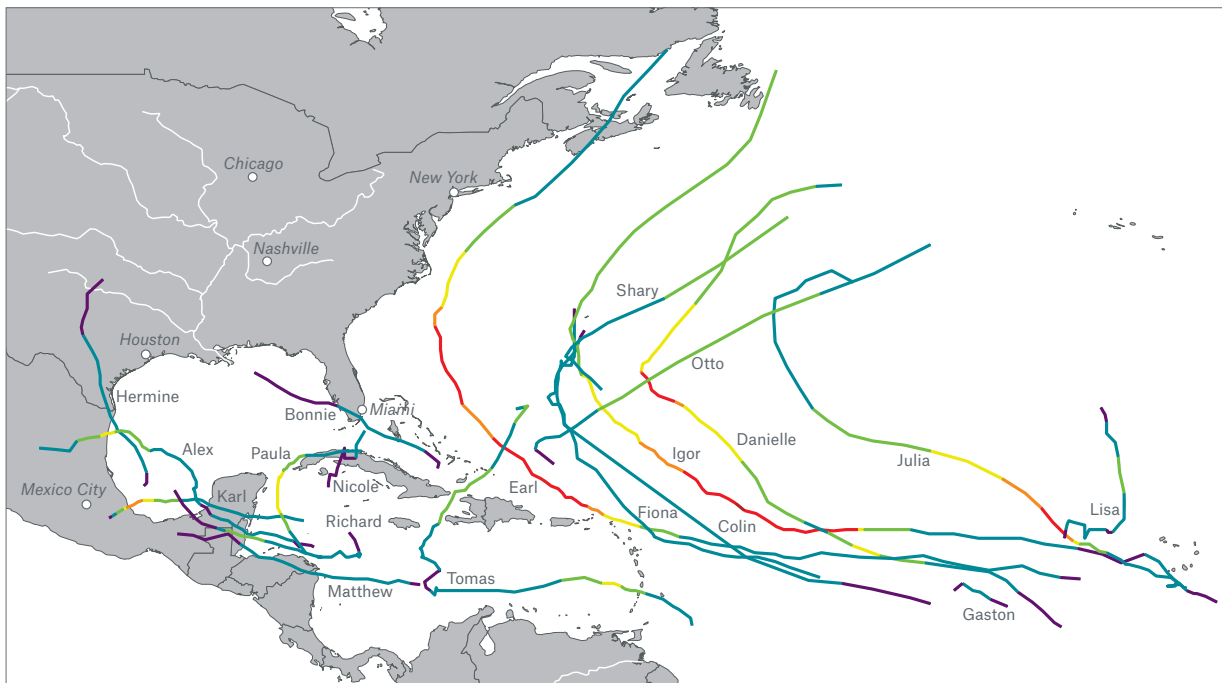 Chicago
New York
Nashville
Shary
Houston
Otto
Hermine
Bonnie
Miami
Danielle
Alex
Paula
Igor
Julia
Mexico City
Karl
Nicole
Earl
Fiona
Lisa
Richard
Colin
Tomas
Matthew
Gaston